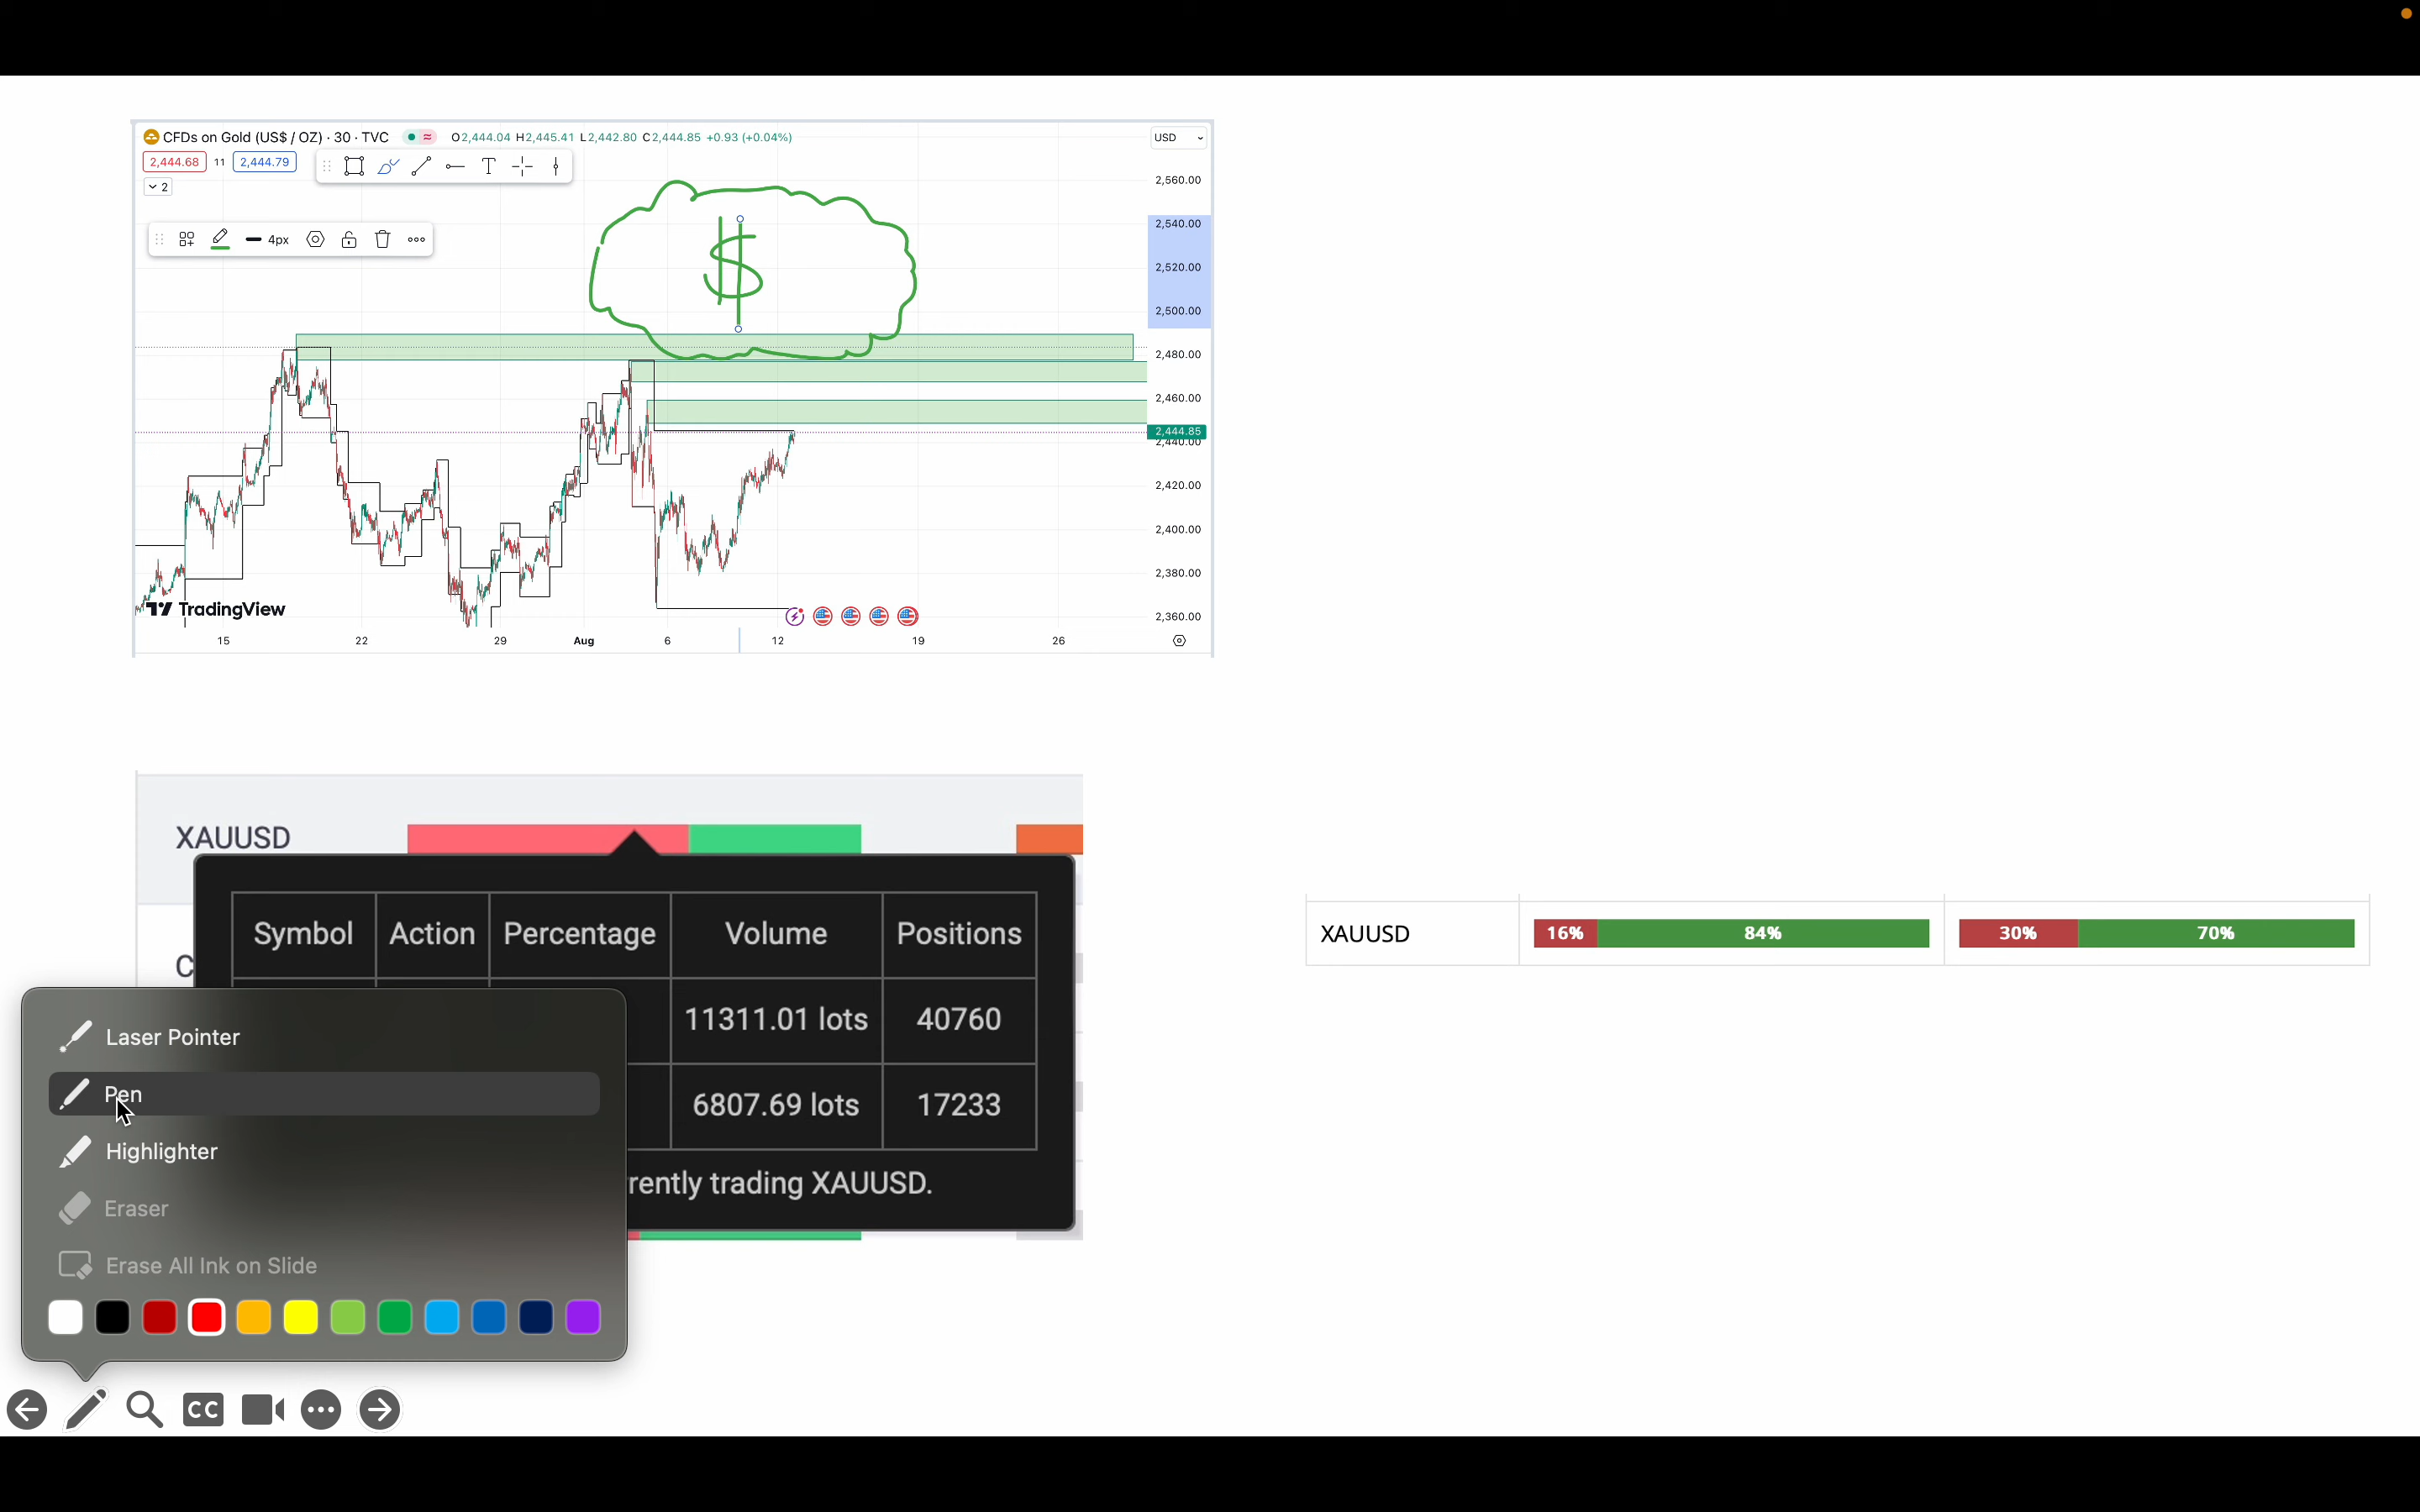 CFDs on Gold (US$ / OZ) · 30 · TVC O2,444.04 H2,445.41 L2,442.80 C2,444.85 +0.93 (+0.04%) USD
2,444.68 11 2,444.79 T
2
2,560.00
4px
$
2,540.00
2,520.00
2,500.00
2,480.00
2,460.00
2,444.85
2,440.00
2,420.00
2,400.00
2,380.00
2,360.00
TradingView
15 22 29 Aug 6 12 19 26
XAUUSD
Symbol Action Percentage Volume Positions
C
11311.01 lots 40760
6807.69 lots 17233
rently trading XAUUSD.
XAUUSD 16% 84% 30% 70%
Laser Pointer
Pen
Highlighter
Eraser
Erase All Ink on Slide
CC